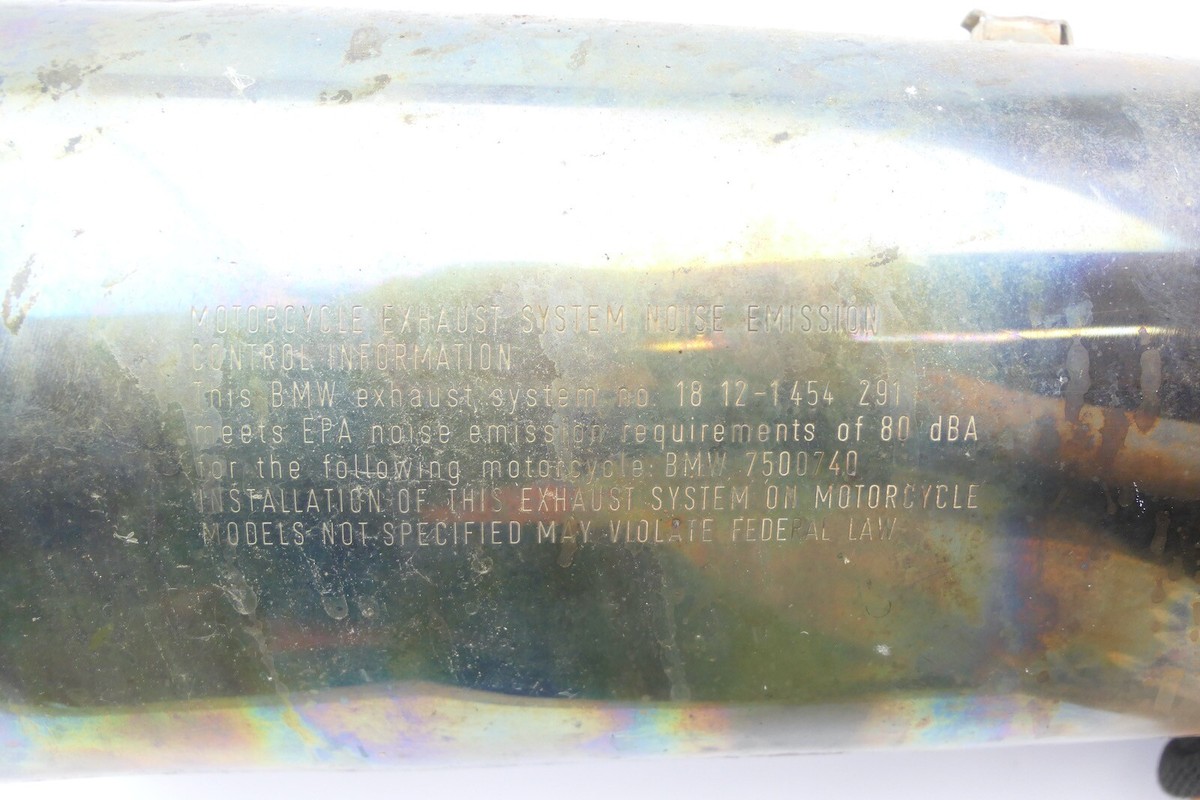 MOTORCYCLE EXHAUST SYSTEM NOISE EMISSION
CONTROL INFORMATION
This BMW exhaust system no. 18 12-1 454 291
meets EPA noise emission requirements of 80 dBA
for the following motorcycle: BMW 7500740
INSTALLATION OF THIS EXHAUST SYSTEM ON MOTORCYCLE
MODELS NOT SPECIFIED MAY VIOLATE FEDERAL LAW